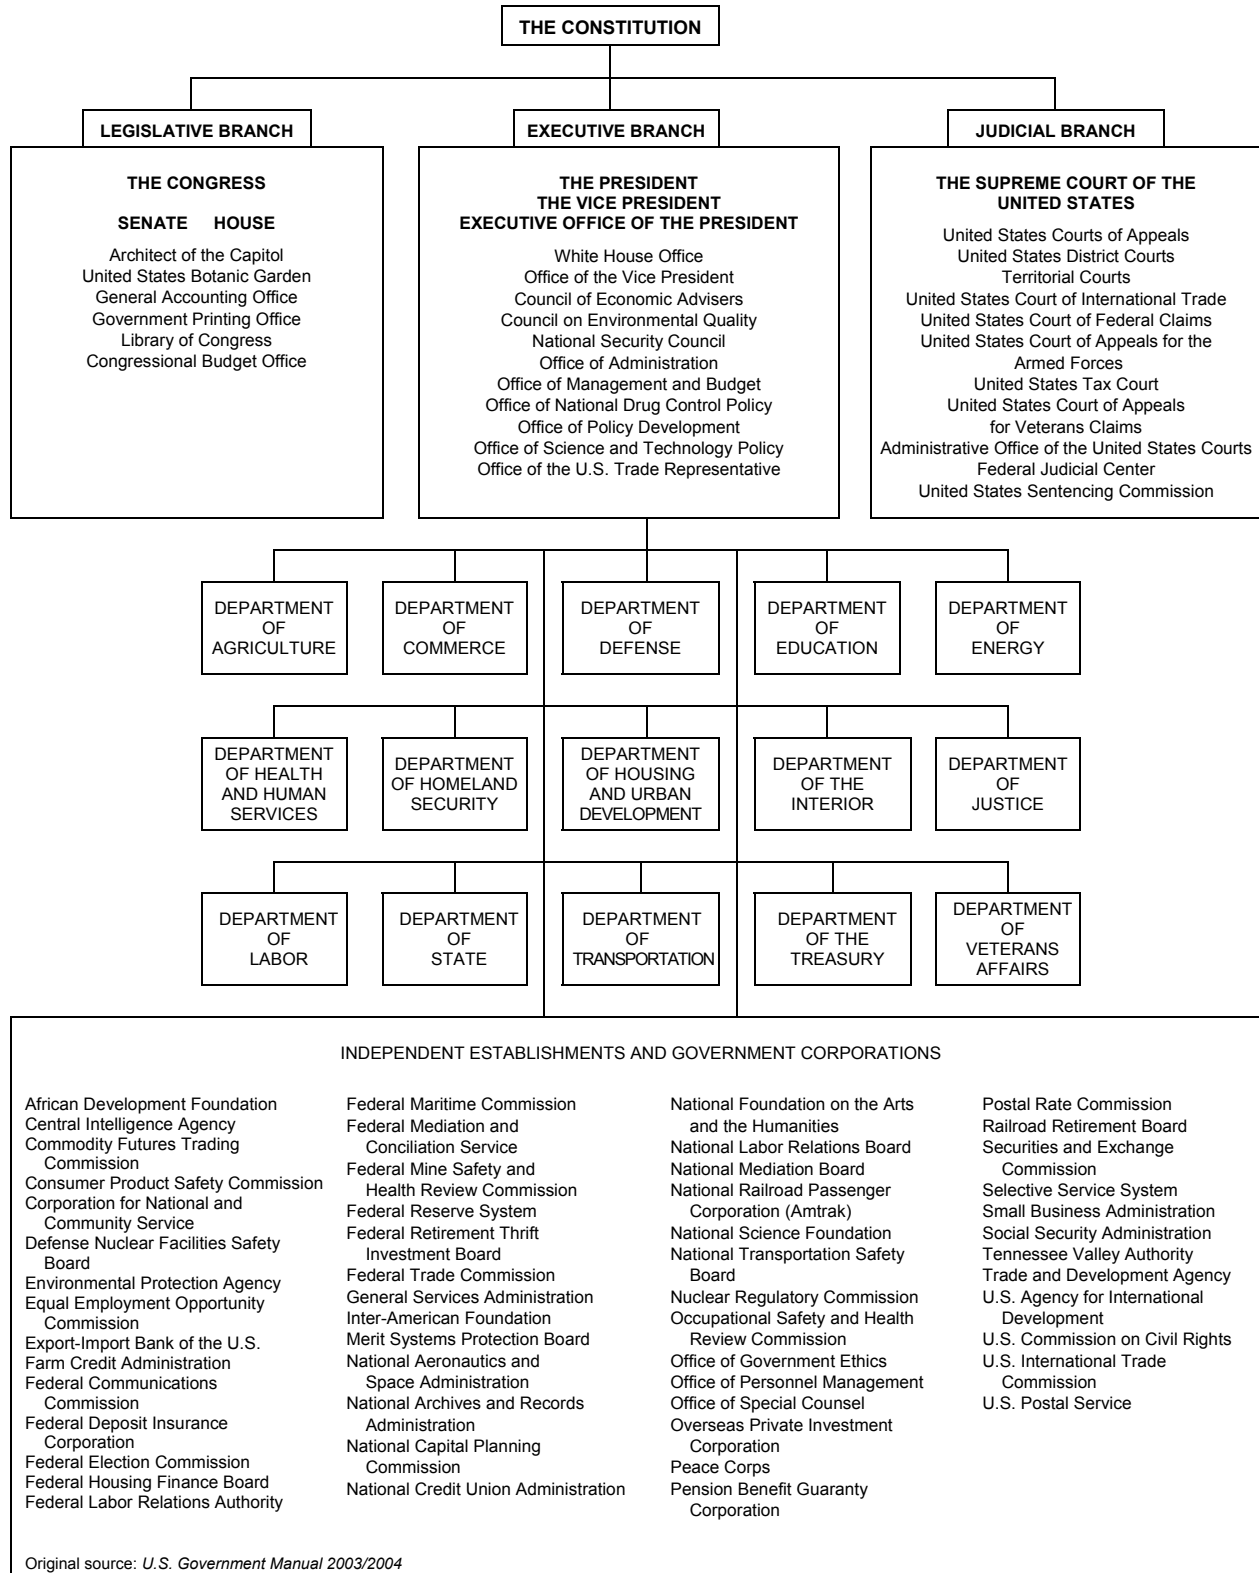 THE CONSTITUTION
LEGISLATIVE BRANCH
THE CONGRESS
SENATE HOUSE
Architect of the Capitol
United States Botanic Garden
General Accounting Office
Government Printing Office
Library of Congress
Congressional Budget Office
EXECUTIVE BRANCH
THE PRESIDENT
THE VICE PRESIDENT
EXECUTIVE OFFICE OF THE PRESIDENT
White House Office
Office of the Vice President
Council of Economic Advisers
Council on Environmental Quality
National Security Council
Office of Administration
Office of Management and Budget
Office of National Drug Control Policy
Office of Policy Development
Office of Science and Technology Policy
Office of the U.S. Trade Representative
JUDICIAL BRANCH
THE SUPREME COURT OF THE
UNITED STATES
United States Courts of Appeals
United States District Courts
Territorial Courts
United States Court of International Trade
United States Court of Federal Claims
United States Court of Appeals for the
Armed Forces
United States Tax Court
United States Court of Appeals
for Veterans Claims
Administrative Office of the United States Courts
Federal Judicial Center
United States Sentencing Commission
DEPARTMENT
OF
AGRICULTURE
DEPARTMENT
OF
COMMERCE
DEPARTMENT
OF
DEFENSE
DEPARTMENT
OF
EDUCATION
DEPARTMENT
OF
ENERGY
DEPARTMENT
OF HEALTH
AND HUMAN
SERVICES
DEPARTMENT
OF HOMELAND
SECURITY
DEPARTMENT
OF HOUSING
AND URBAN
DEVELOPMENT
DEPARTMENT
OF THE
INTERIOR
DEPARTMENT
OF
JUSTICE
DEPARTMENT
OF
LABOR
DEPARTMENT
OF
STATE
DEPARTMENT
OF
TRANSPORTATION
DEPARTMENT
OF THE
TREASURY
DEPARTMENT
OF
VETERANS
AFFAIRS
INDEPENDENT ESTABLISHMENTS AND GOVERNMENT CORPORATIONS
African Development Foundation
Central Intelligence Agency
Commodity Futures Trading
Commission
Consumer Product Safety Commission
Corporation for National and
Community Service
Defense Nuclear Facilities Safety
Board
Environmental Protection Agency
Equal Employment Opportunity
Commission
Export-Import Bank of the U.S.
Farm Credit Administration
Federal Communications
Commission
Federal Deposit Insurance
Corporation
Federal Election Commission
Federal Housing Finance Board
Federal Labor Relations Authority
Federal Maritime Commission
Federal Mediation and
Conciliation Service
Federal Mine Safety and
Health Review Commission
Federal Reserve System
Federal Retirement Thrift
Investment Board
Federal Trade Commission
General Services Administration
Inter-American Foundation
Merit Systems Protection Board
National Aeronautics and
Space Administration
National Archives and Records
Administration
National Capital Planning
Commission
National Credit Union Administration
National Foundation on the Arts
and the Humanities
National Labor Relations Board
National Mediation Board
National Railroad Passenger
Corporation (Amtrak)
National Science Foundation
National Transportation Safety
Board
Nuclear Regulatory Commission
Occupational Safety and Health
Review Commission
Office of Government Ethics
Office of Personnel Management
Office of Special Counsel
Overseas Private Investment
Corporation
Peace Corps
Pension Benefit Guaranty
Corporation
Postal Rate Commission
Railroad Retirement Board
Securities and Exchange
Commission
Selective Service System
Small Business Administration
Social Security Administration
Tennessee Valley Authority
Trade and Development Agency
U.S. Agency for International
Development
U.S. Commission on Civil Rights
U.S. International Trade
Commission
U.S. Postal Service
Original source: U.S. Government Manual 2003/2004